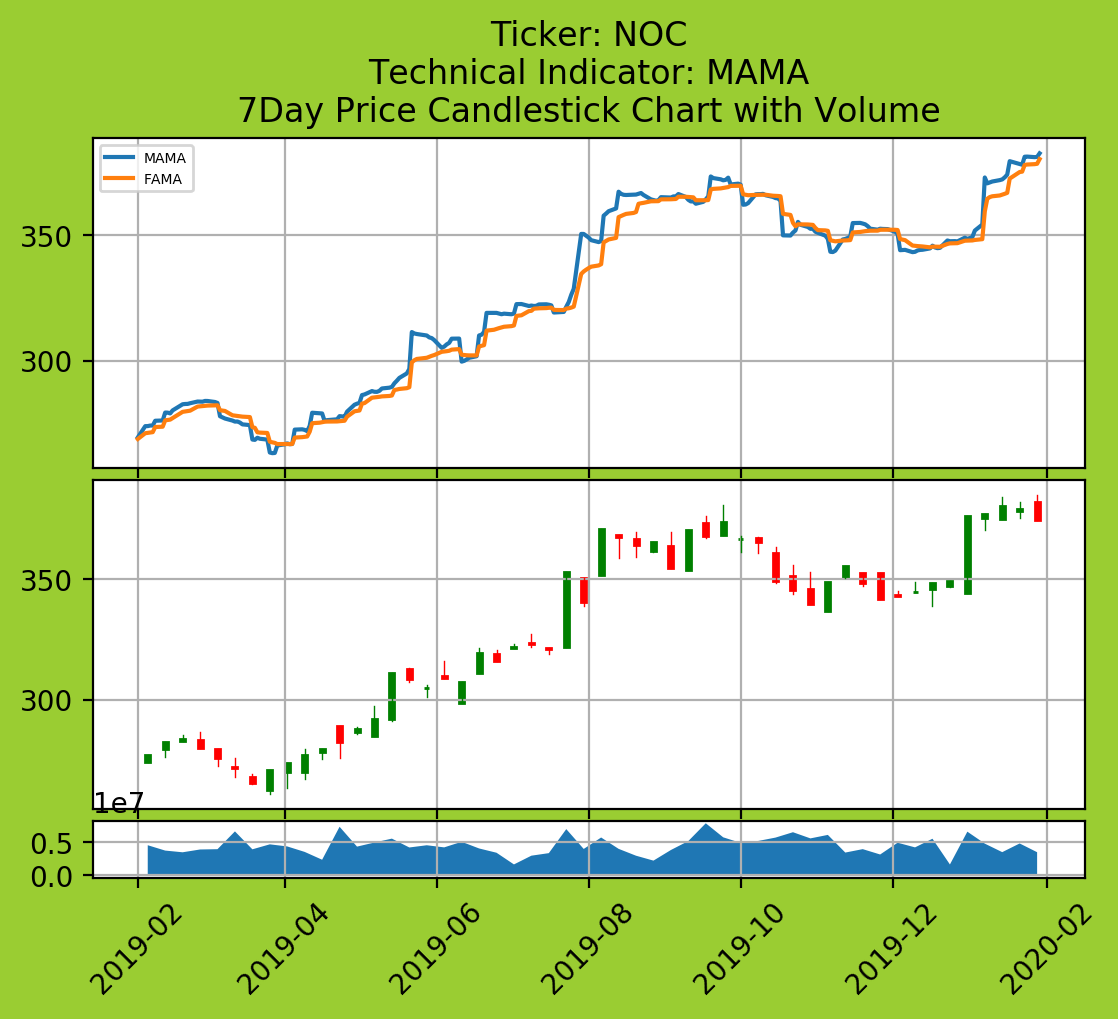 Ticker: NOC
Technical Indicator: MAMA
7Day Price Candlestick Chart with Volume
MAMA
FAMA
350
300
350
300
1e7
0.5
0.0
2019-02
2019-04
2019-06
2019-08
2019-10
2019-12
2020-02